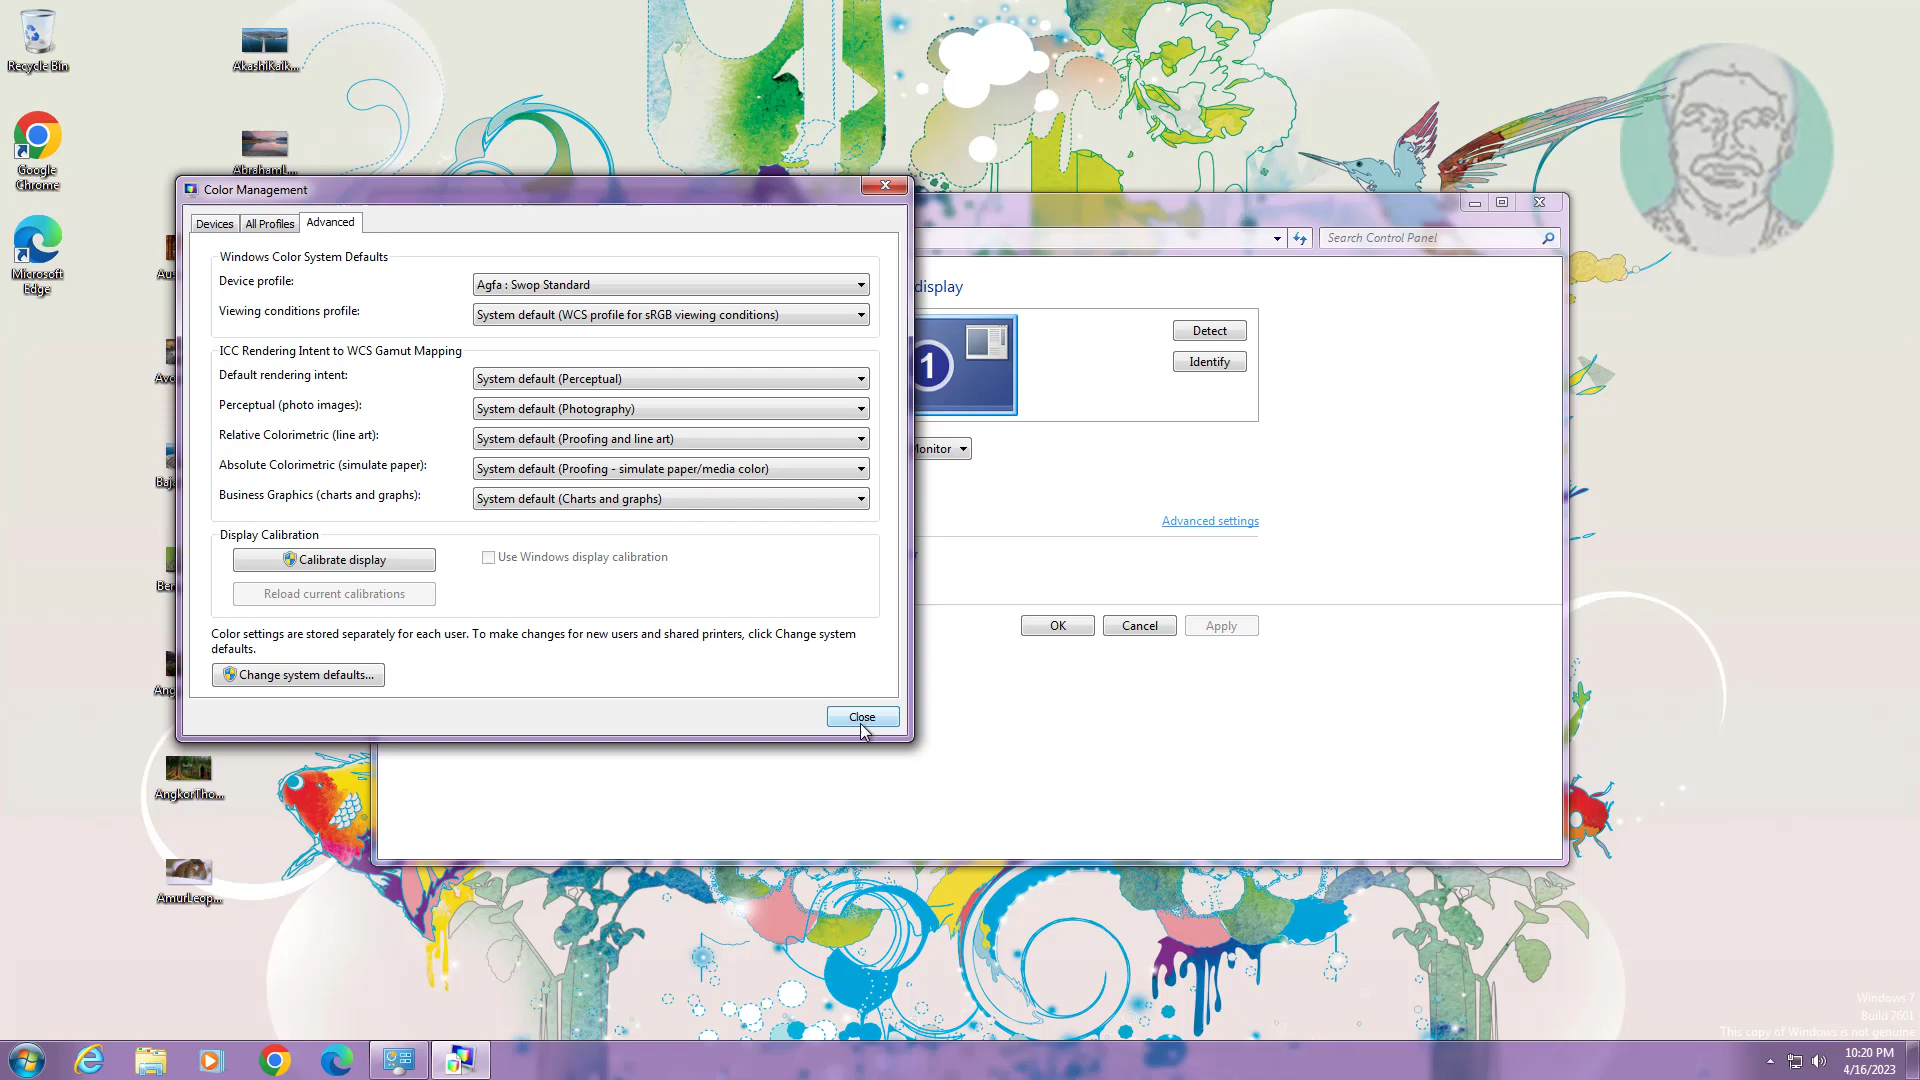 Recycle Bin
AkashiKaik...
Google
Chrome
AbrahamL...
Microsoft
Edge
AngkorTho...
AmurLeop...
Color Management
Devices
All Profiles
Advanced
Windows Color System Defaults
Device profile:
Agfa : Swop Standard
Viewing conditions profile:
System default (WCS profile for sRGB viewing conditions)
ICC Rendering Intent to WCS Gamut Mapping
Default rendering intent:
System default (Perceptual)
Perceptual (photo images):
System default (Photography)
Relative Colorimetric (line art):
System default (Proofing and line art)
Absolute Colorimetric (simulate paper):
System default (Proofing - simulate paper/media color)
Business Graphics (charts and graphs):
System default (Charts and graphs)
Display Calibration
Calibrate display
Use Windows display calibration
Reload current calibrations
Color settings are stored separately for each user. To make changes for new users and shared printers, click Change system
defaults.
Change system defaults...
Close
Search Control Panel
display
1
Detect
Identify
Monitor
Advanced settings
OK
Cancel
Apply
Windows 7
Build 7601
This copy of Windows is not genuine
10:20 PM
4/16/2023